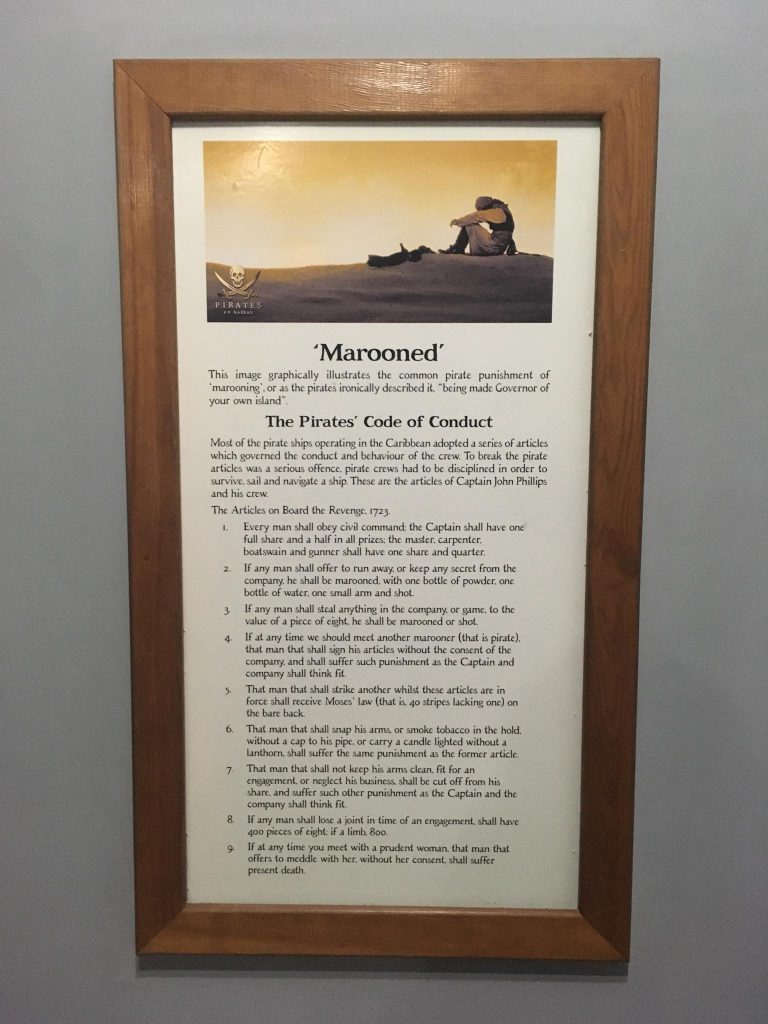 PIRATES
OF NASSAU
‘Marooned’
This image graphically illustrates the common pirate punishment of
‘marooning’, or as the pirates ironically described it, "being made Governor of
your own island".
The Pirates’ Code of Conduct
Most of the pirate ships operating in the Caribbean adopted a series of articles
which governed the conduct and behaviour of the crew. To break the pirate
articles was a serious offence, pirate crews had to be disciplined in order to
survive, sail and navigate a ship. These are the articles of Captain John Phillips
and his crew.
The Articles on Board the Revenge, 1723.
1. Every man shall obey civil command; the Captain shall have one
full share and a half in all prizes; the master, carpenter,
boatswain and gunner shall have one share and quarter.
2. If any man shall offer to run away, or keep any secret from the
company, he shall be marooned, with one bottle of powder, one
bottle of water, one small arm and shot.
3. If any man shall steal anything in the company, or game, to the
value of a piece of eight, he shall be marooned or shot.
4. If at any time we should meet another marooner (that is pirate),
that man that shall sign his articles without the consent of the
company, and shall suffer such punishment as the Captain and
company shall think fit.
5. That man that shall strike another whilst these articles are in
force shall receive Moses’ law (that is, 40 stripes lacking one) on
the bare back.
6. That man that shall snap his arms, or smoke tobacco in the hold,
without a cap to his pipe, or carry a candle lighted without a
lanthorn, shall suffer the same punishment as the former article.
7. That man that shall not keep his arms clean, fit for an
engagement, or neglect his business, shall be cut off from his
share, and suffer such other punishment as the Captain and the
company shall think fit.
8. If any man shall lose a joint in time of an engagement, shall have
400 pieces of eight; if a limb, 800.
9. If at any time you meet with a prudent woman, that man that
offers to meddle with her, without her consent, shall suffer
present death.